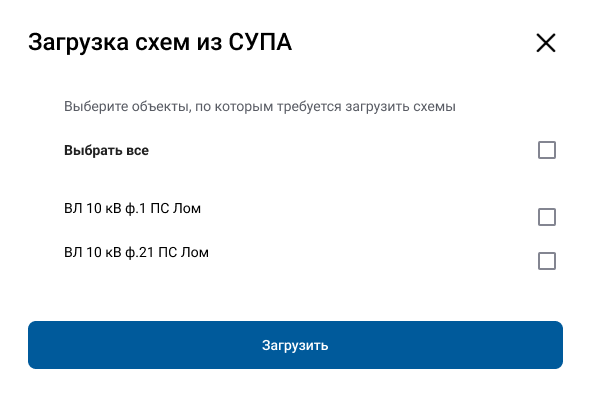 Загрузка схем из СУПА
Выберите объекты, по которым требуется загрузить схемы
Выбрать все
ВЛ 10 кВ ф.1 ПС Лом
ВЛ 10 кВ ф.21 ПС Лом
Загрузить